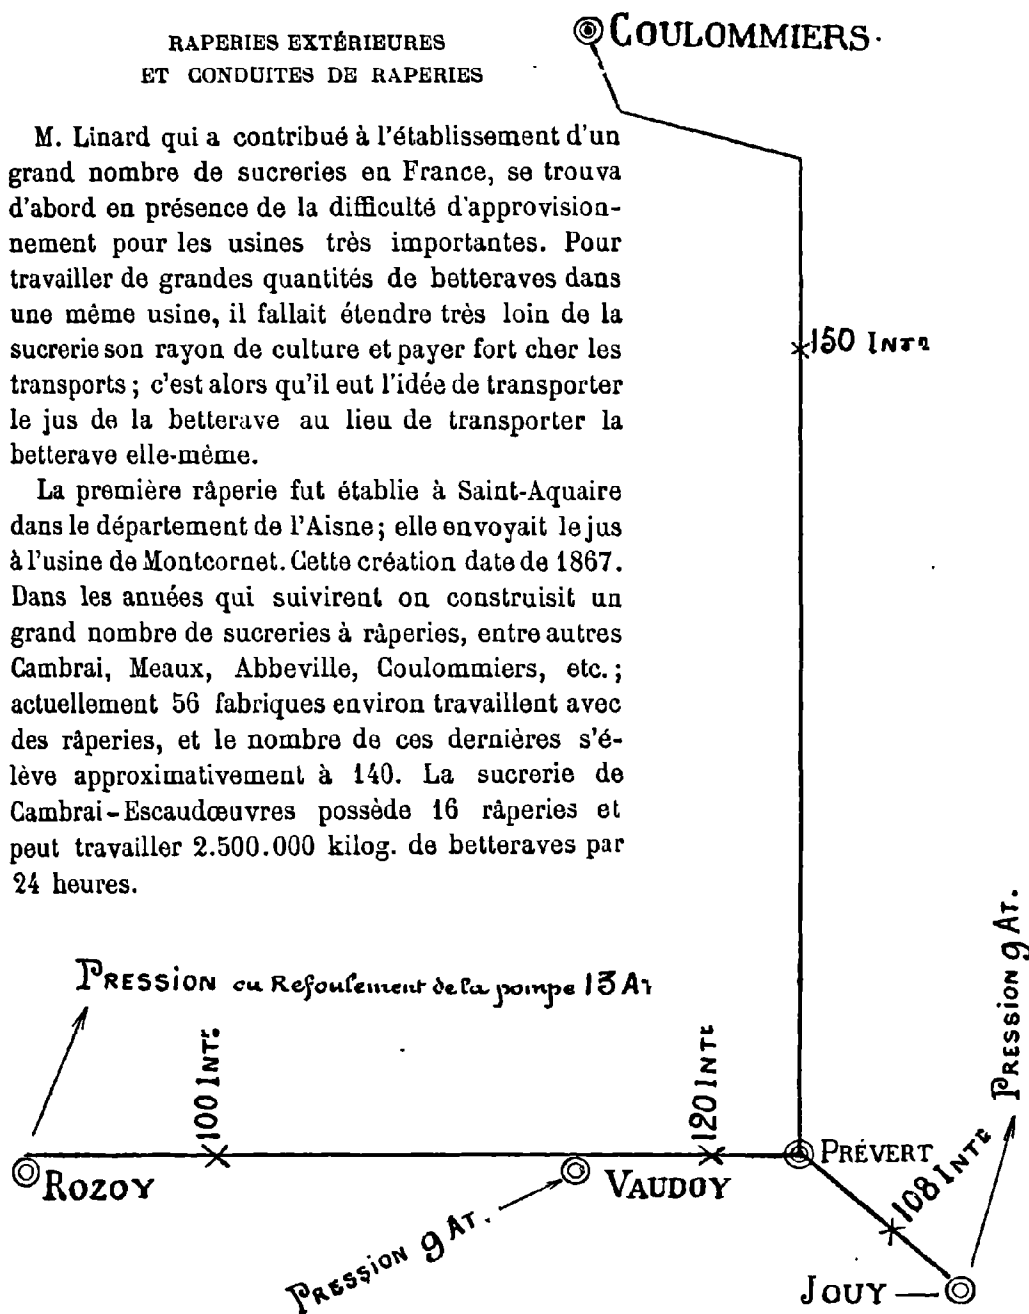 RAPERIES EXTÉRIEURES
ET CONDUITES DE RAPERIES
COULOMMIERS.
M. Linard qui a contribué à l'établissement d'un
grand nombre de sucreries en France, se trouva
d'abord en présence de la difficulté d'approvision-
nement pour les usines très importantes. Pour
travailler de grandes quantités de betteraves dans
une même usine, il fallait étendre très loin de la
sucrerie son rayon de culture et payer fort cher les
transports ; c'est alors qu'il eut l'idée de transporter
le jus de la betterave au lieu de transporter la
betterave elle-même.
La première râperie fut établie à Saint-Aquaire
dans le département de l'Aisne; elle envoyait le jus
à l'usine de Montcornet. Cette création date de 1867.
Dans les années qui suivirent on construisit un
grand nombre de sucreries à râperies, entre autres
Cambrai, Meaux, Abbeville, Coulommiers, etc. ;
actuellement 56 fabriques environ travaillent avec
des râperies, et le nombre de ces dernières s'é-
lève approximativement à 140. La sucrerie de
Cambrai-Escaudœuvres possède 16 râperies et
peut travailler 2.500.000 kilog. de betteraves par
24 heures.
150 INTr
PRESSION au Refoulement de la pompe 13 At
100 INTr.
120 INTr
PRESSION 9 AT.
PRÉVERT
108 INTr
ROZOY
VAUDOY
PRESSION 9 AT.
JOUY